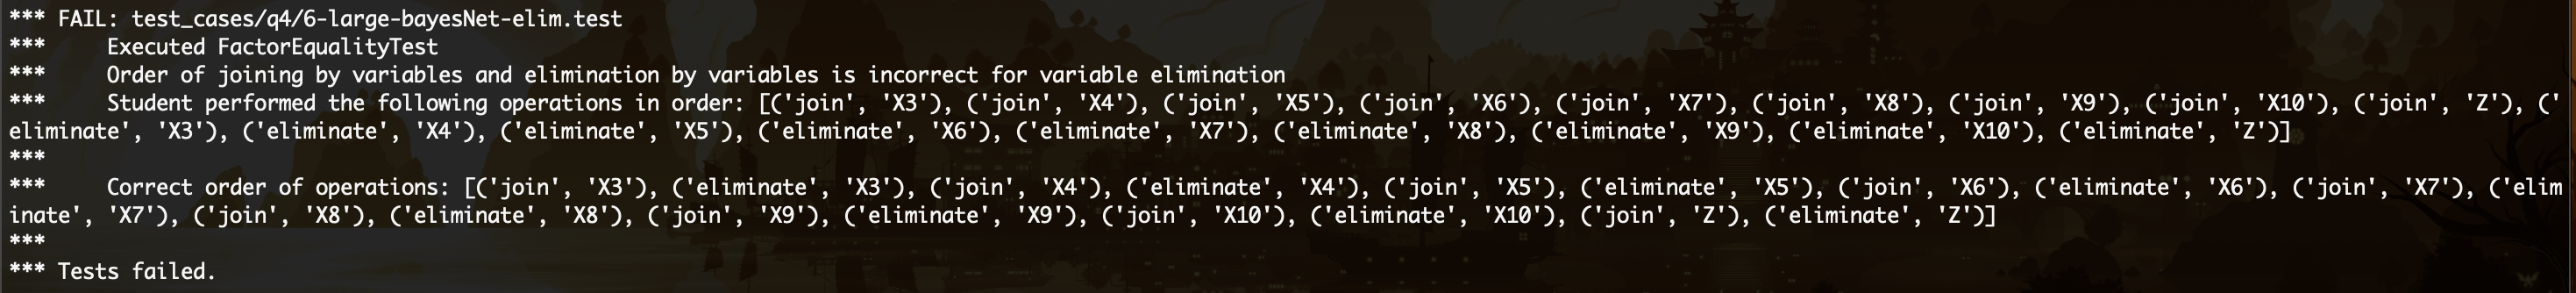 *** FAIL: test_cases/q4/6-large-bayesNet-elim.test
***     Executed FactorEqualityTest
***     Order of joining by variables and elimination by variables is incorrect for variable elimination
***     Student performed the following operations in order: [('join', 'X3'), ('join', 'X4'), ('join', 'X5'), ('join', 'X6'), ('join', 'X7'), ('join', 'X8'), ('join', 'X9'), ('join', 'X10'), ('join', 'Z'), ('
eliminate', 'X3'), ('eliminate', 'X4'), ('eliminate', 'X5'), ('eliminate', 'X6'), ('eliminate', 'X7'), ('eliminate', 'X8'), ('eliminate', 'X9'), ('eliminate', 'X10'), ('eliminate', 'Z')]
***
***     Correct order of operations: [('join', 'X3'), ('eliminate', 'X3'), ('join', 'X4'), ('eliminate', 'X4'), ('join', 'X5'), ('eliminate', 'X5'), ('join', 'X6'), ('eliminate', 'X6'), ('join', 'X7'), ('elim
inate', 'X7'), ('join', 'X8'), ('eliminate', 'X8'), ('join', 'X9'), ('eliminate', 'X9'), ('join', 'X10'), ('eliminate', 'X10'), ('join', 'Z'), ('eliminate', 'Z')]
***
*** Tests failed.